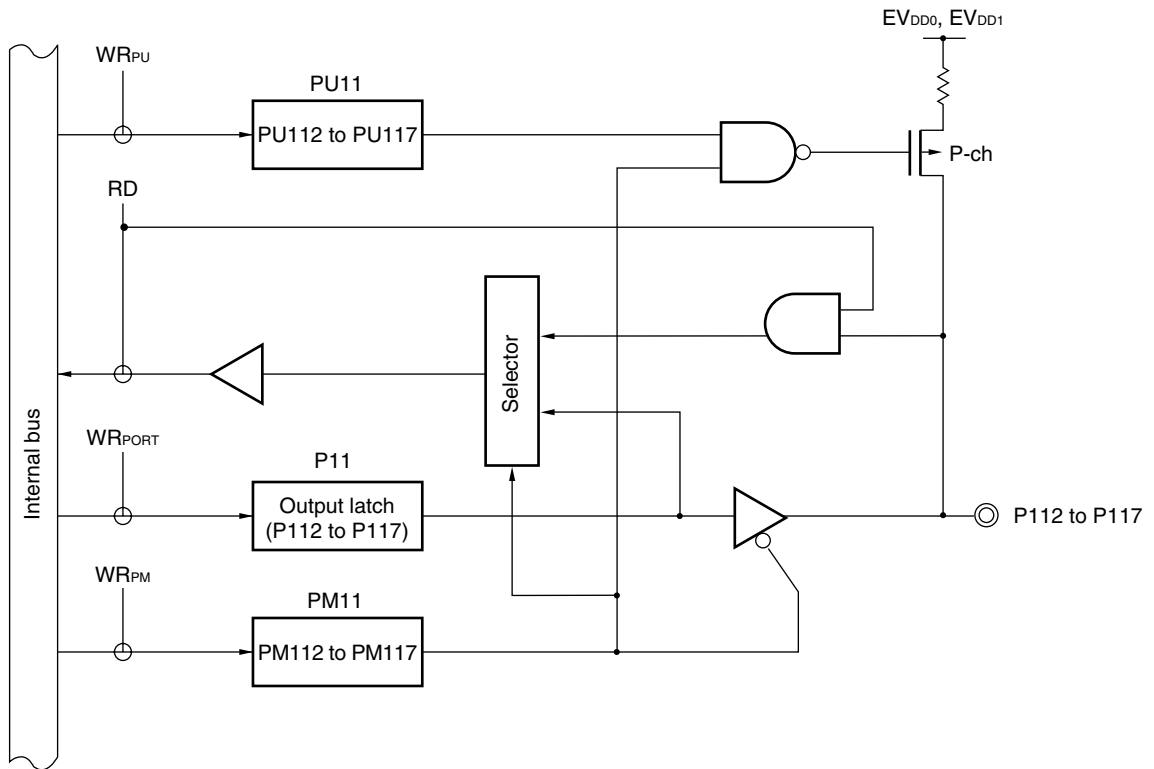 EVDD0, EVDD1
WRPU
PU11
PU112 to PU117
P-ch
RD
Selector
Internal bus
WRPORT
P11
Output latch
(P112 to P117)
P112 to P117
WRPM
PM11
PM112 to PM117